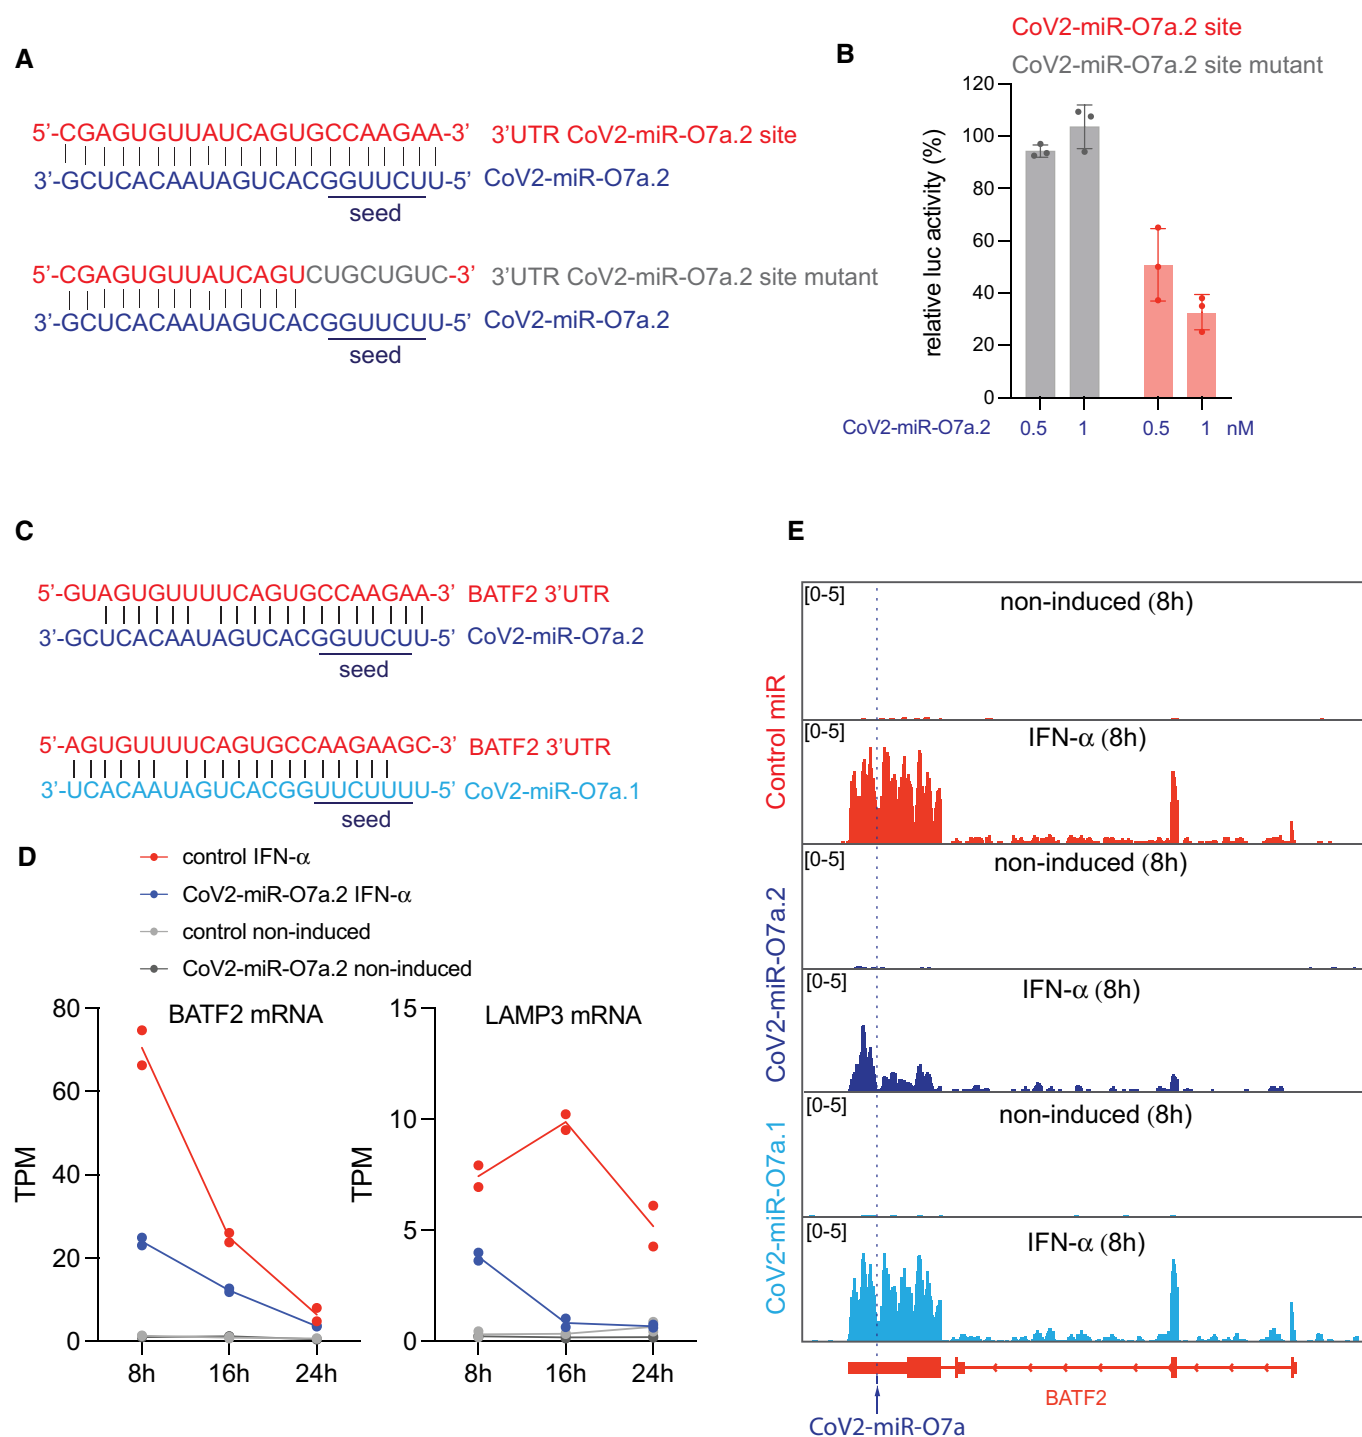 A
5’-CGAGUGUUAUCAGUGCCAAGAA-3’ 3’UTR CoV2-miR-O7a.2 site
3’-GCUCACAAUAGUCACGGUUCUU-5’ CoV2-miR-O7a.2
seed
5’-CGAGUGUUAUCAGUCUGCUGUC-3’ 3’UTR CoV2-miR-O7a.2 site mutant
3’-GCUCACAAUAGUCACGGUUCUU-5’ CoV2-miR-O7a.2
seed
B
CoV2-miR-O7a.2 site
CoV2-miR-O7a.2 site mutant
relative luc activity (%)
120
100
80
60
40
20
0
CoV2-miR-O7a.2 0.5 1 0.5 1 nM
C
5’-GUAGUGUUUUCAGUGCCAAGAA-3’ BATF2 3’UTR
3’-GCUCACAAUAGUCACGGUUCUU-5’ CoV2-miR-O7a.2
seed
5’-AGUGUUUUCAGUGCCAAGAAGC-3’ BATF2 3’UTR
3’-UCACAAUAGUCACGGUUCUUUU-5’ CoV2-miR-O7a.1
seed
D
control IFN-α
CoV2-miR-O7a.2 IFN-α
control non-induced
CoV2-miR-O7a.2 non-induced
BATF2 mRNA
TPM
80
60
40
20
0
8h 16h 24h
LAMP3 mRNA
TPM
15
10
5
0
8h 16h 24h
E
Control miR
[0-5] non-induced (8h)
[0-5] IFN-α (8h)
CoV2-miR-O7a.2
[0-5] non-induced (8h)
[0-5] IFN-α (8h)
CoV2-miR-O7a.1
[0-5] non-induced (8h)
[0-5] IFN-α (8h)
BATF2
CoV2-miR-O7a